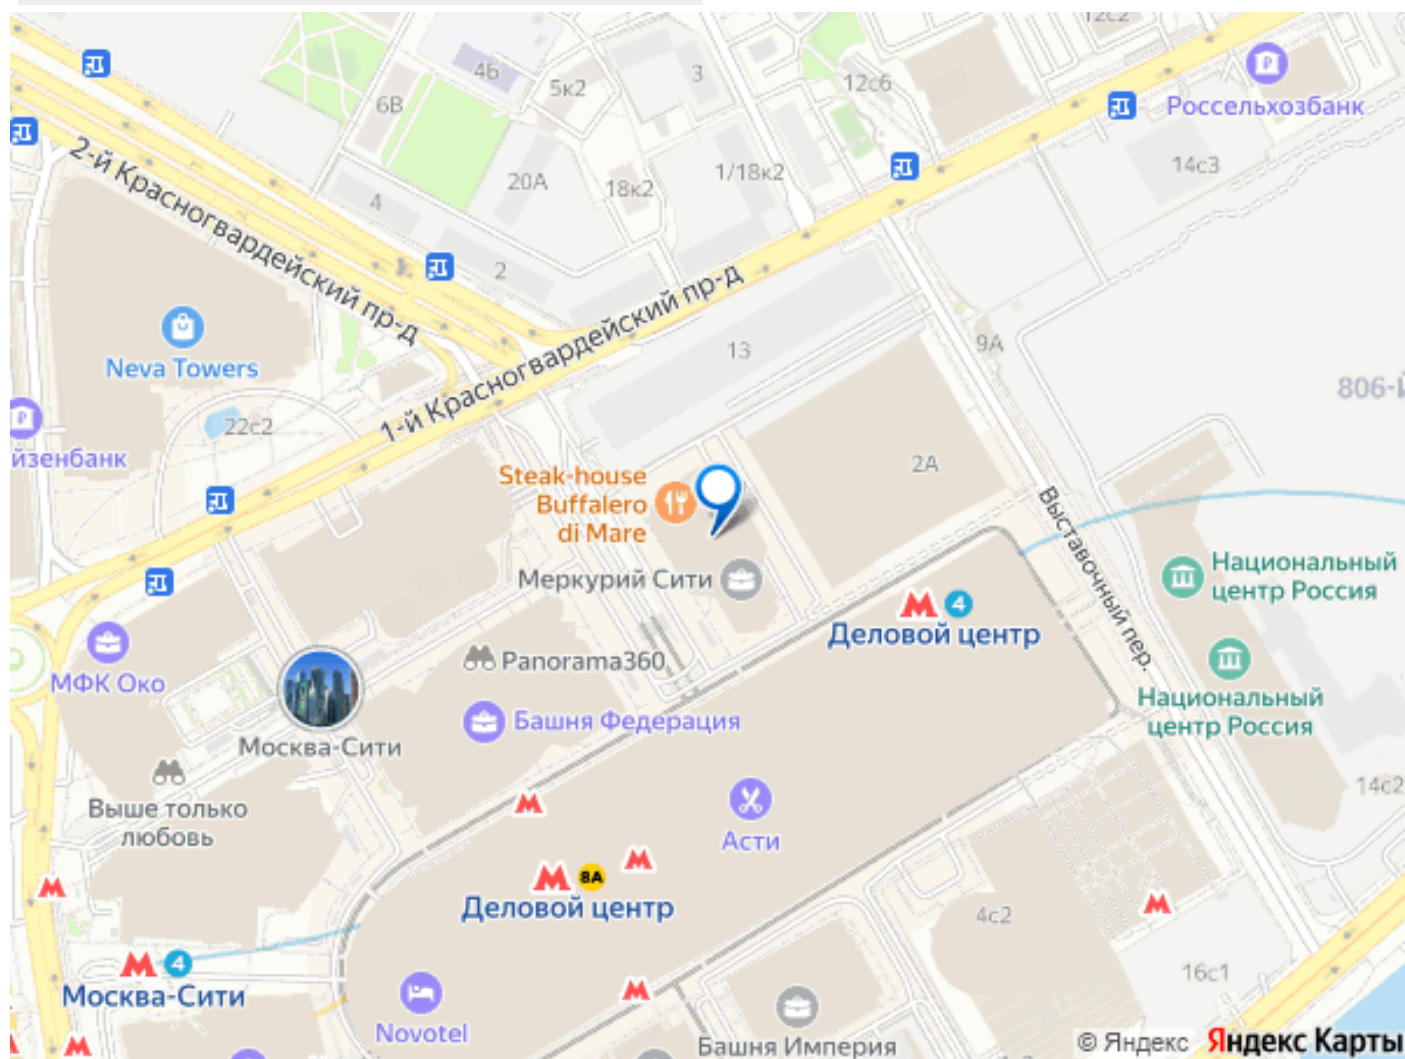 12с2
4Б
3
5к2
12с6
6В
Россельхозбанк
2-й Красногвардейский пр-д
20А
18к2
1/18к2
14с3
4
2
1-й Красногвардейский пр-д
13
9А
Neva Towers
806-Й
22с2
йзенбанк
Steak-house
Buffalero
di Mare
2А
Выставочный пер.
Меркурий Сити
Национальный
центр Россия
4
Деловой центр
МФК Око
Panorama360
Башня Федерация
Национальный
центр Россия
Москва-Сити
14с2
Выше только
любовь
Асти
8А
Деловой центр
4с2
4
Москва-Сити
16с1
Novotel
Башня Империя
© Яндекс Яндекс Карты